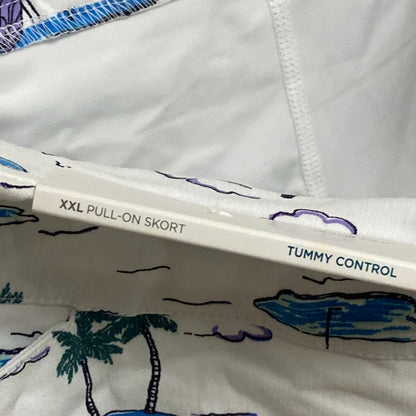 XXL PULL-ON SKORT
TUMMY CONTROL